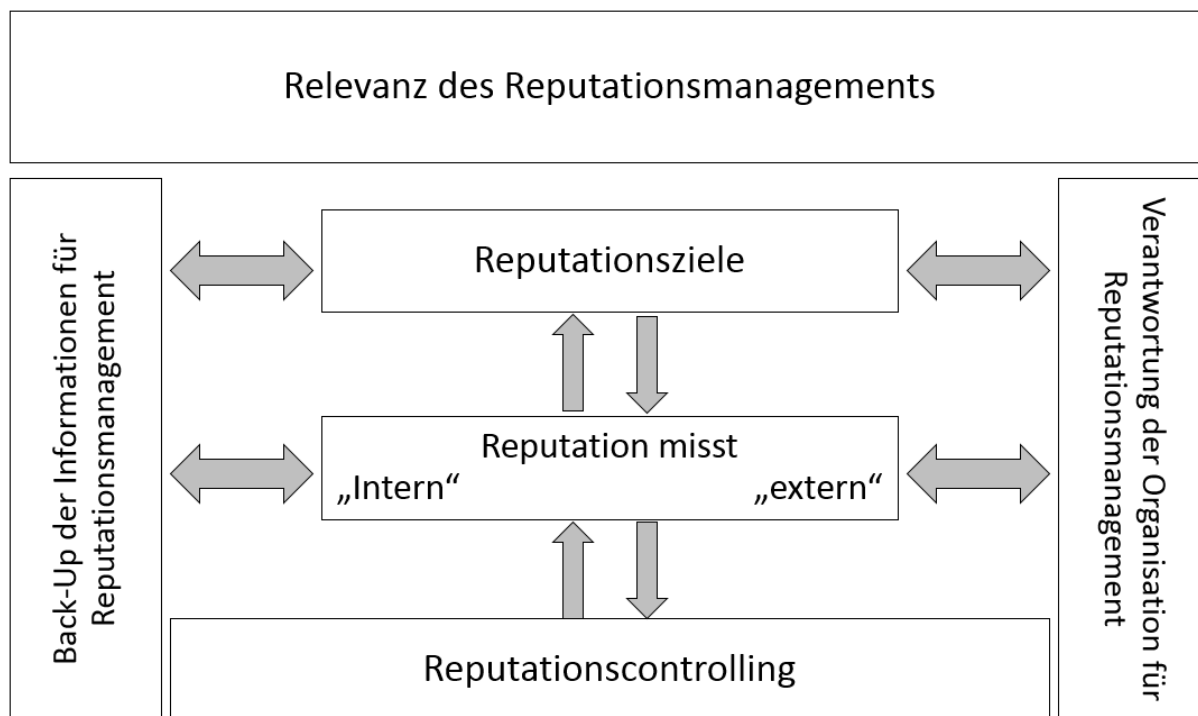 Relevanz des Reputationsmanagements
Back-Up der Informationen für
Reputationsmanagement
Reputationsziele
Reputation misst
„Intern“ „extern“
Reputationscontrolling
Verantwortung der Organisation für
Reputationsmanagement